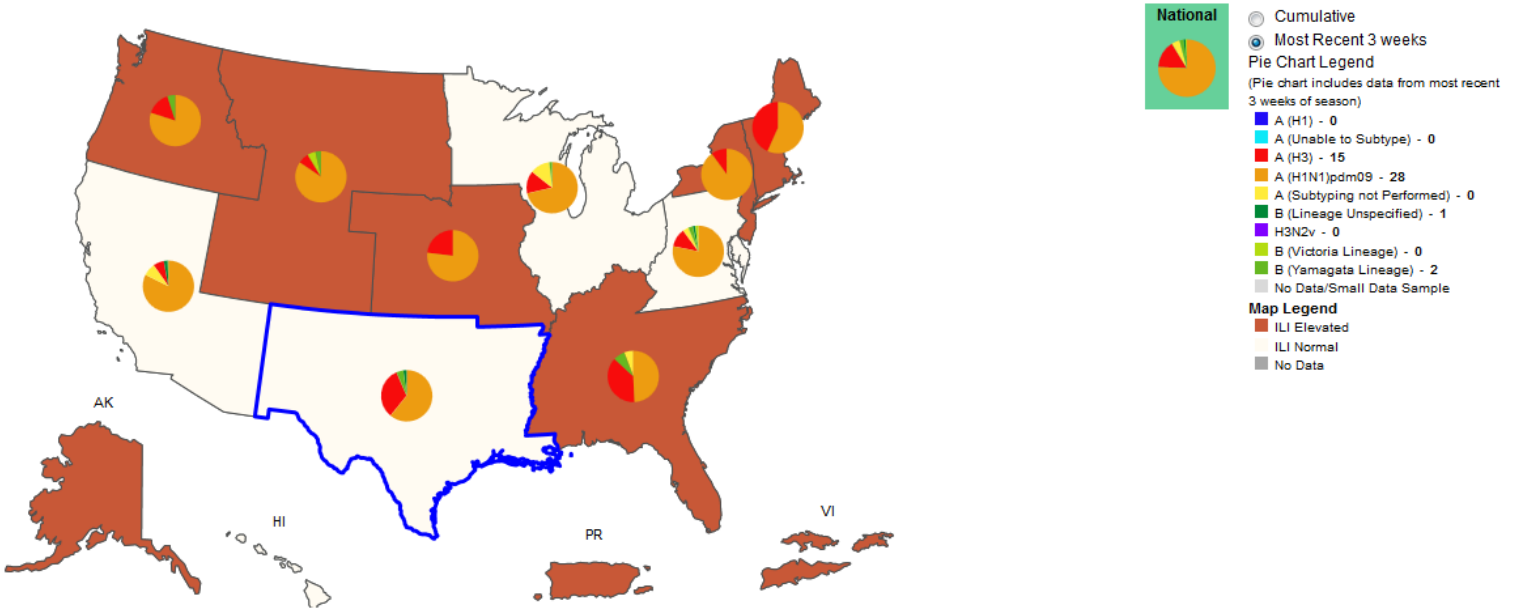 National
Cumulative
Most Recent 3 weeks
Pie Chart Legend
(Pie chart includes data from most recent
3 weeks of season)
A (H1) - 0
A (Unable to Subtype) - 0
A (H3) - 15
A (H1N1)pdm09 - 28
A (Subtyping not Performed) - 0
B (Lineage Unspecified) - 1
H3N2v - 0
B (Victoria Lineage) - 0
B (Yamagata Lineage) - 2
No Data/Small Data Sample
Map Legend
ILI Elevated
ILI Normal
No Data
AK
HI
PR
VI